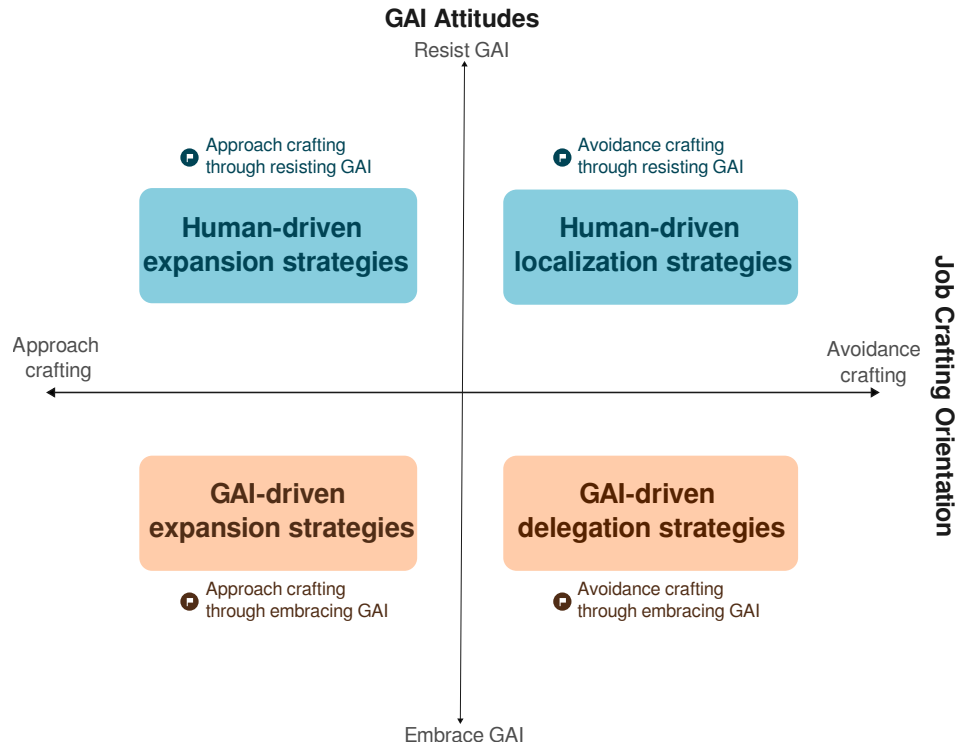 GAI Attitudes
Resist GAI
Approach crafting
through resisting GAI
Avoidance crafting
through resisting GAI
Human-driven
expansion strategies
Human-driven
localization strategies
Job Crafting Orientation
Approach
crafting
Avoidance
crafting
GAI-driven
expansion strategies
GAI-driven
delegation strategies
Approach crafting
through embracing GAI
Avoidance crafting
through embracing GAI
Embrace GAI